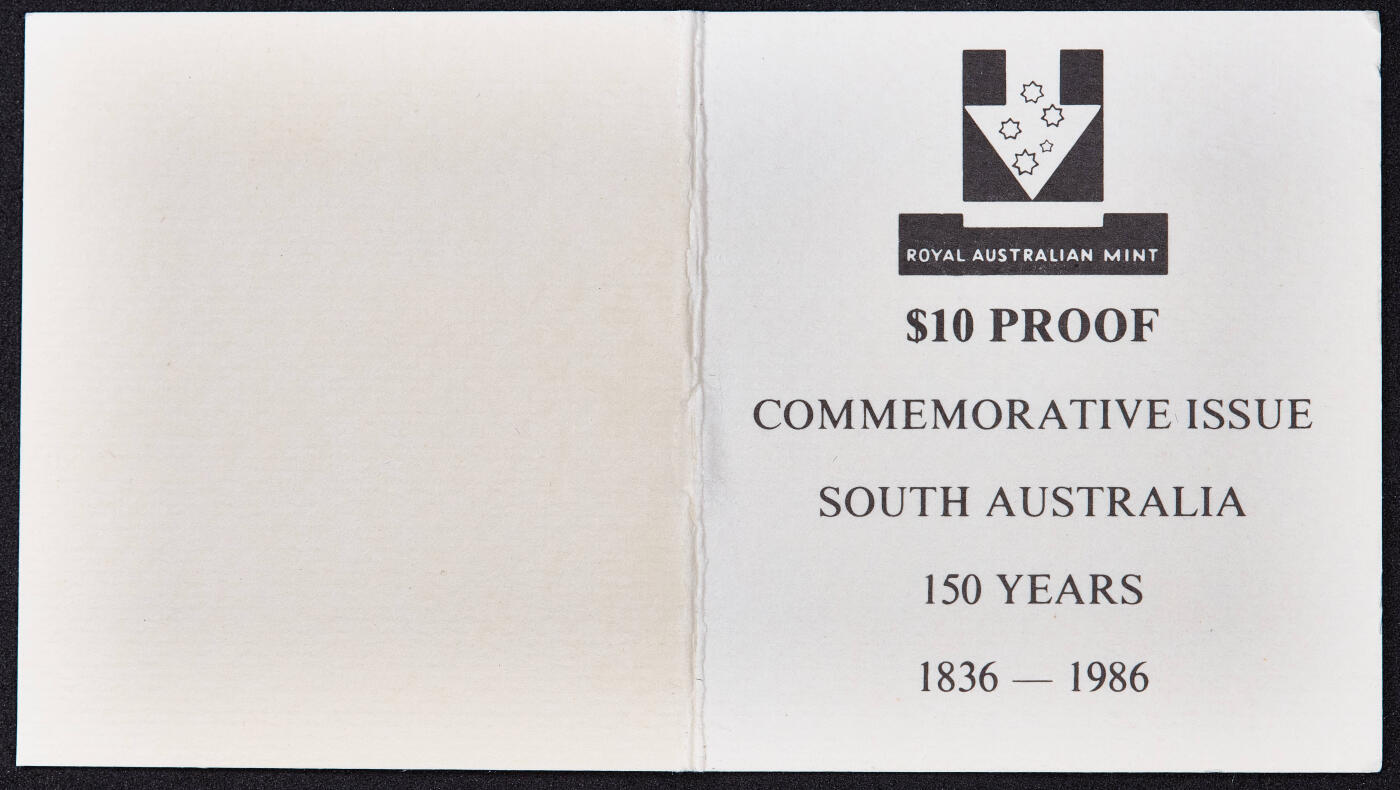 ROYAL AUSTRALIAN MINT
$10 PROOF
COMMEMORATIVE ISSUE
SOUTH AUSTRALIA
150 YEARS
1836 — 1986